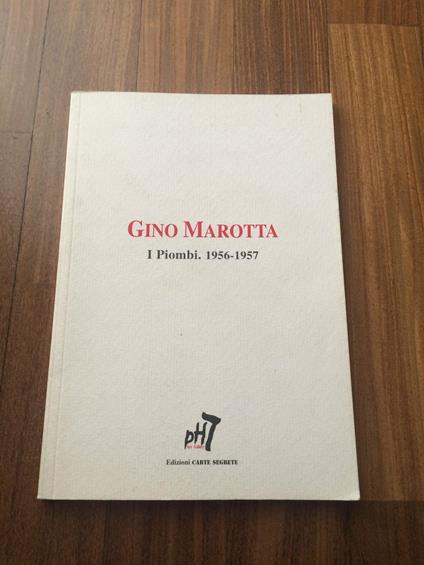 GINO MAROTTA
I Piombi. 1956-1957
pH7
Edizioni CARTE SEGRETE